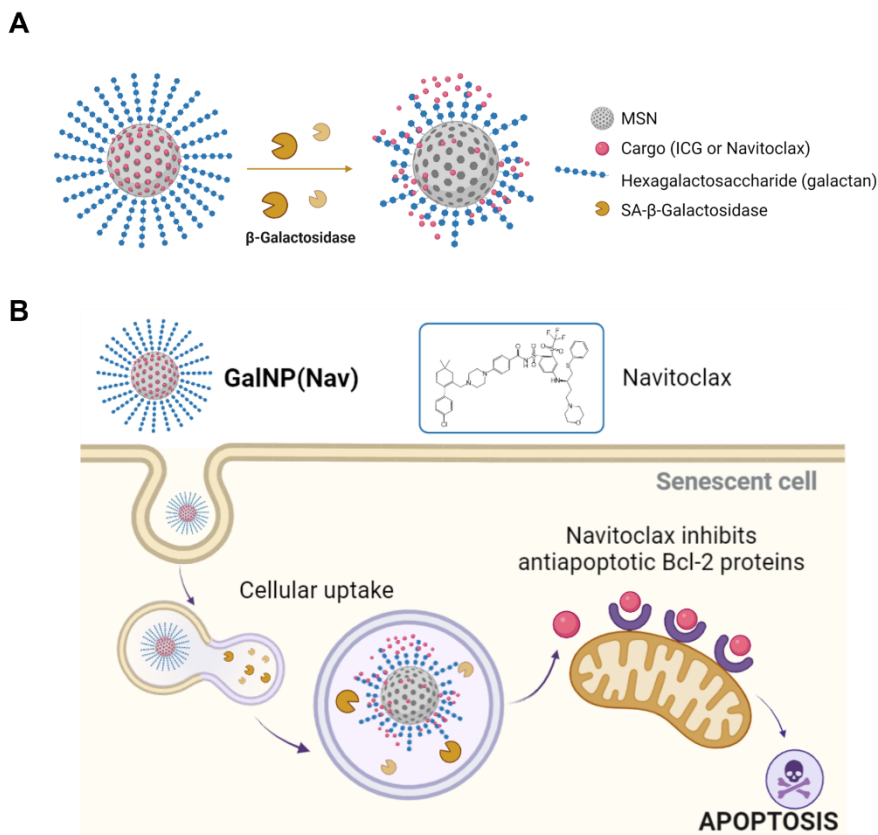 A
MSN
Cargo (ICG or Navitoclax)
Hexagalactosaccharide (galactan)
SA-β-Galactosidase
β-Galactosidase
B
GalNP(Nav)
Navitoclax
Senescent cell
Navitoclax inhibits
antiapoptotic Bcl-2 proteins
Cellular uptake
APOPTOSIS